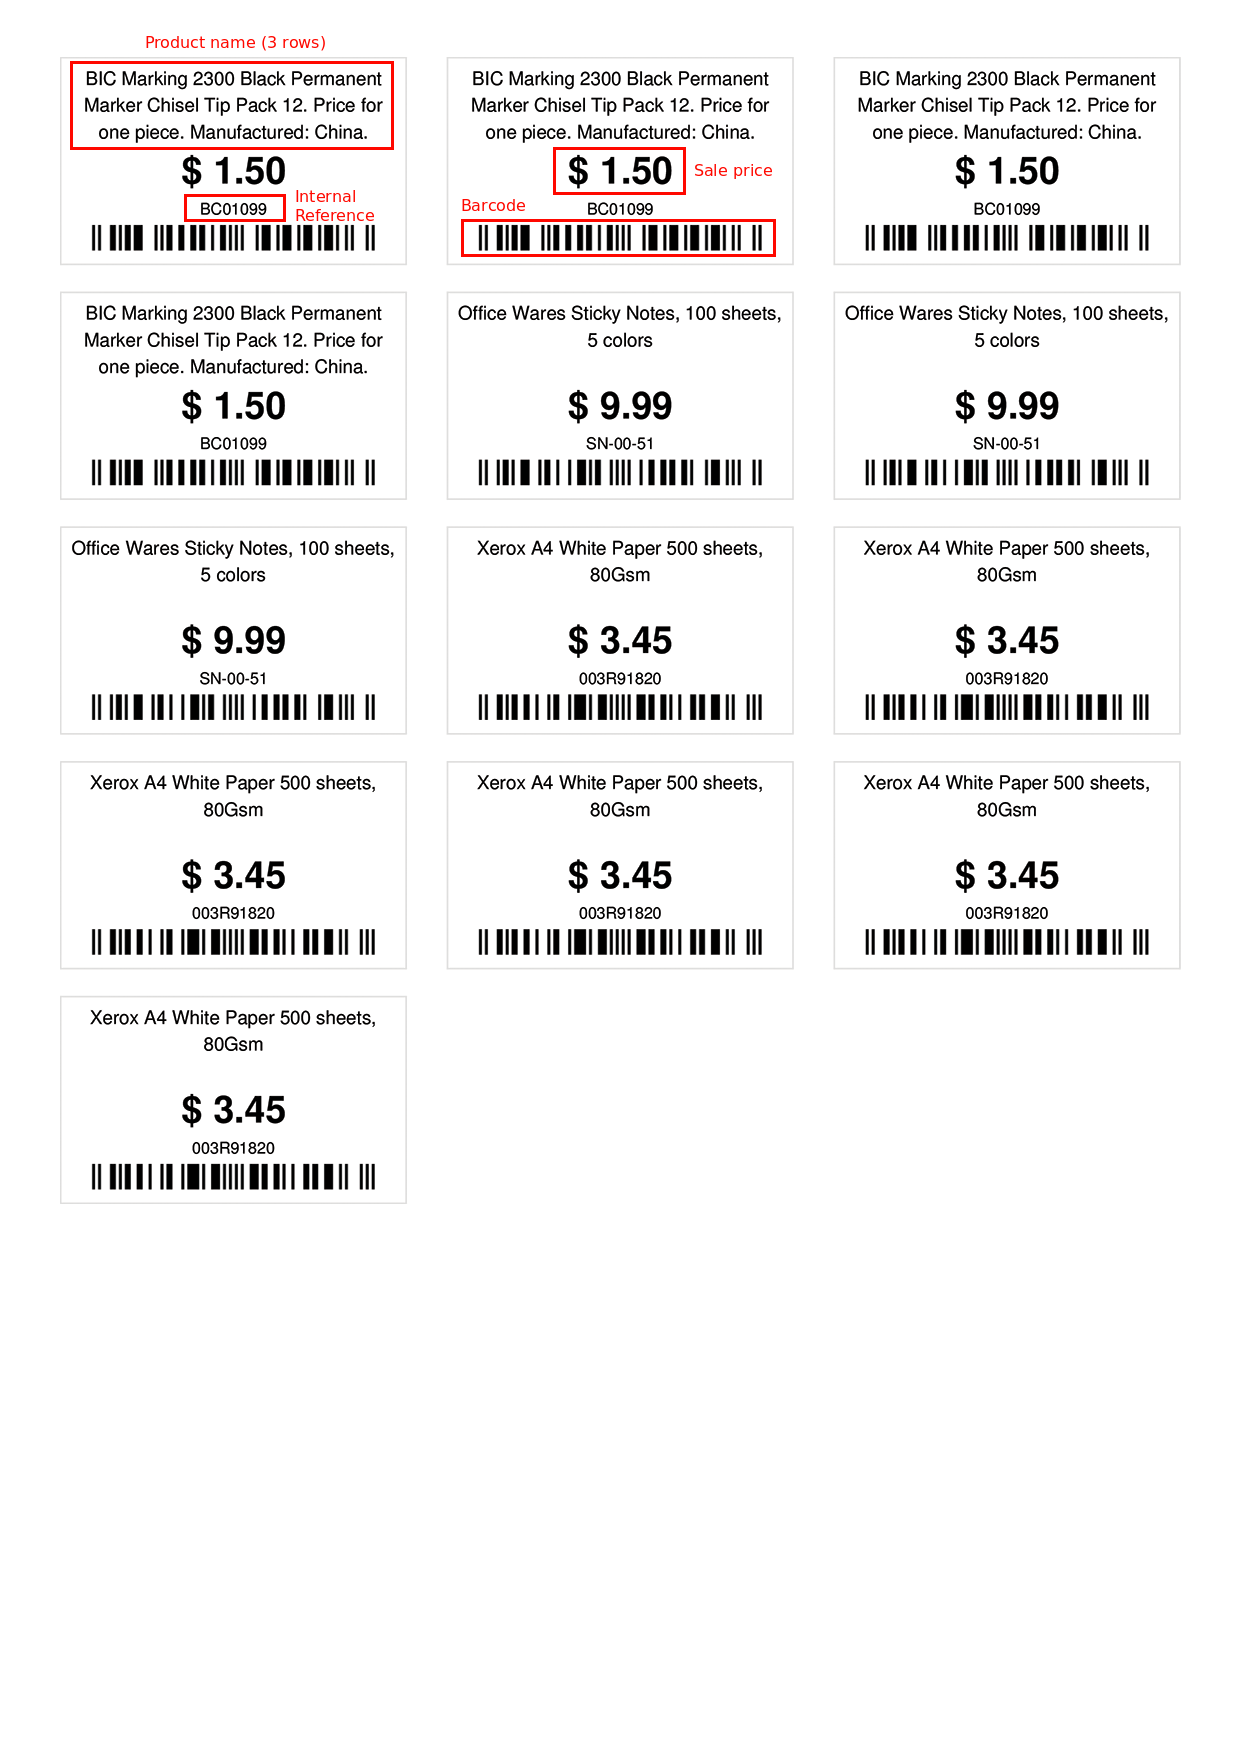 Product name (3 rows)
BIC Marking 2300 Black Permanent
Marker Chisel Tip Pack 12. Price for
one piece. Manufactured: China.
$ 1.50
BC01099
Internal
Reference
BIC Marking 2300 Black Permanent
Marker Chisel Tip Pack 12. Price for
one piece. Manufactured: China.
$ 1.50
Sale price
Barcode
BC01099
BIC Marking 2300 Black Permanent
Marker Chisel Tip Pack 12. Price for
one piece. Manufactured: China.
$ 1.50
BC01099
BIC Marking 2300 Black Permanent
Marker Chisel Tip Pack 12. Price for
one piece. Manufactured: China.
$ 1.50
BC01099
Office Wares Sticky Notes, 100 sheets,
5 colors
$ 9.99
SN-00-51
Office Wares Sticky Notes, 100 sheets,
5 colors
$ 9.99
SN-00-51
Office Wares Sticky Notes, 100 sheets,
5 colors
$ 9.99
SN-00-51
Xerox A4 White Paper 500 sheets,
80Gsm
$ 3.45
003R91820
Xerox A4 White Paper 500 sheets,
80Gsm
$ 3.45
003R91820
Xerox A4 White Paper 500 sheets,
80Gsm
$ 3.45
003R91820
Xerox A4 White Paper 500 sheets,
80Gsm
$ 3.45
003R91820
Xerox A4 White Paper 500 sheets,
80Gsm
$ 3.45
003R91820
Xerox A4 White Paper 500 sheets,
80Gsm
$ 3.45
003R91820